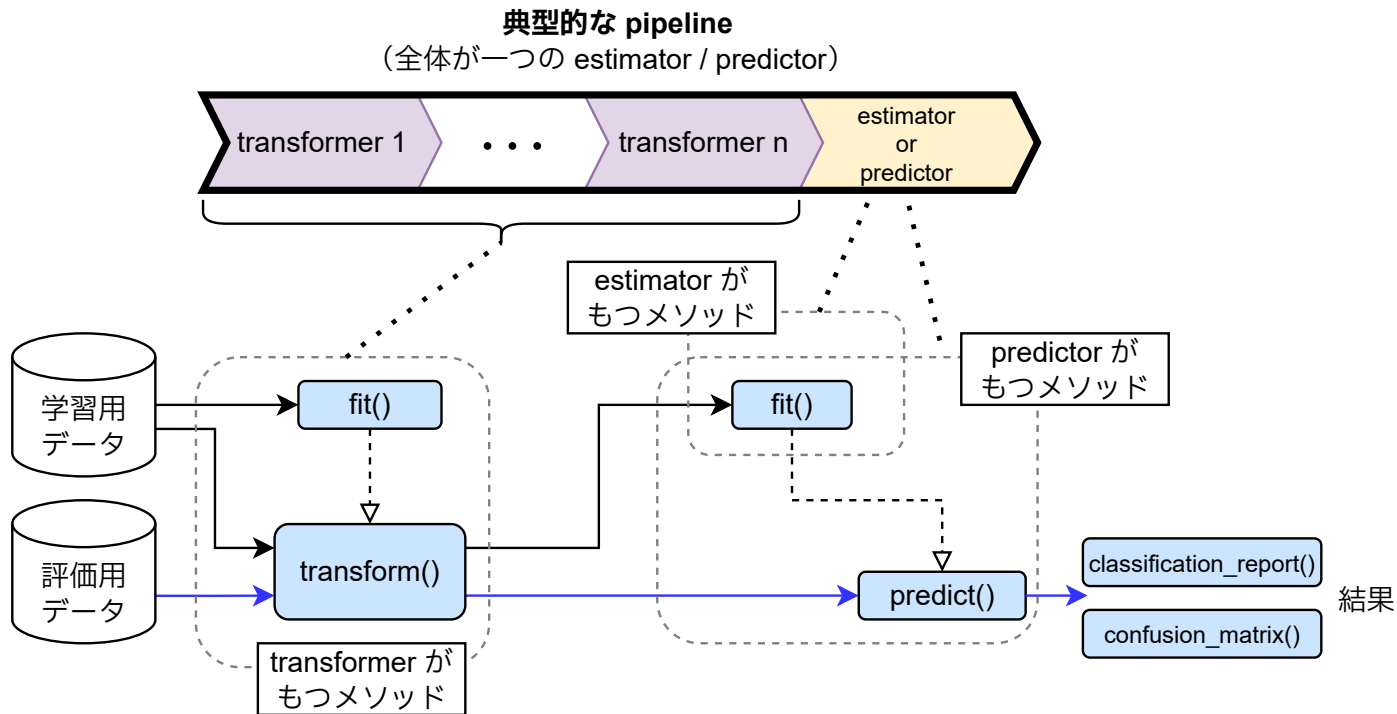 典型的な pipeline
（全体が一つの estimator / predictor）
transformer 1
• • •
transformer n
estimator
or
predictor
estimator が
もつメソッド
predictor が
もつメソッド
学習用
データ
fit()
fit()
評価用
データ
transform()
predict()
classification_report()
confusion_matrix()
結果
transformer が
もつメソッド